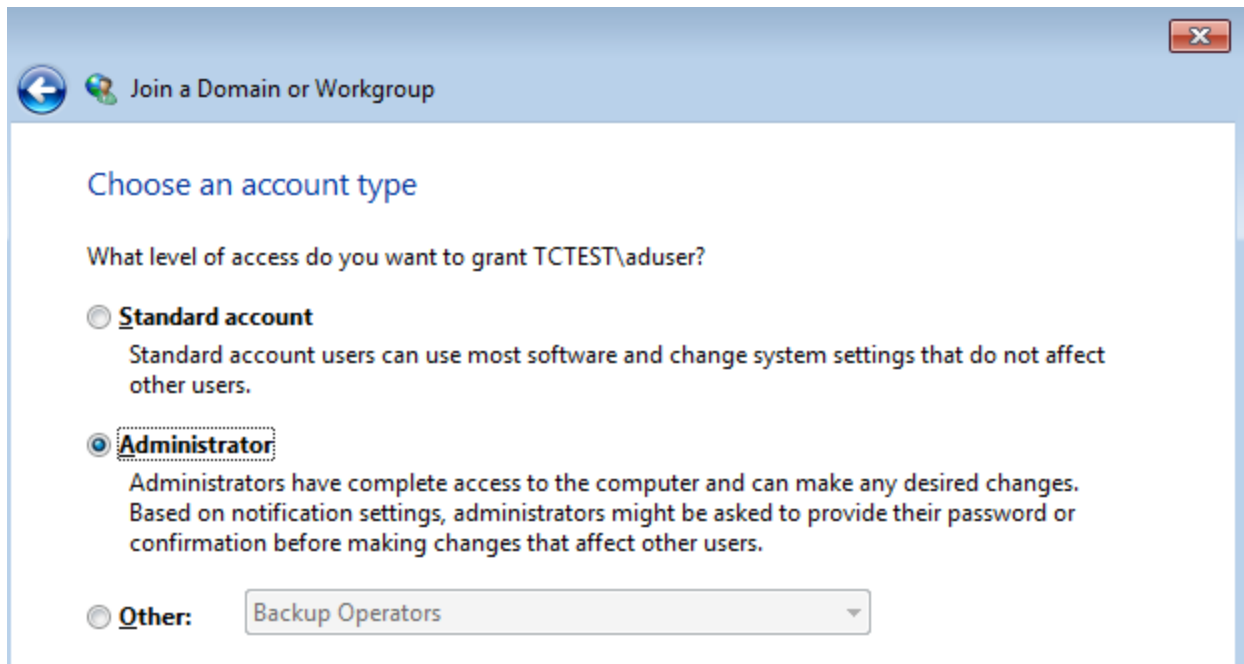 Join a Domain or Workgroup
Choose an account type
What level of access do you want to grant TCTEST\aduser?
Standard account
Standard account users can use most software and change system settings that do not affect
other users.
Administrator
Administrators have complete access to the computer and can make any desired changes.
Based on notification settings, administrators might be asked to provide their password or
confirmation before making changes that affect other users.
Other: Backup Operators